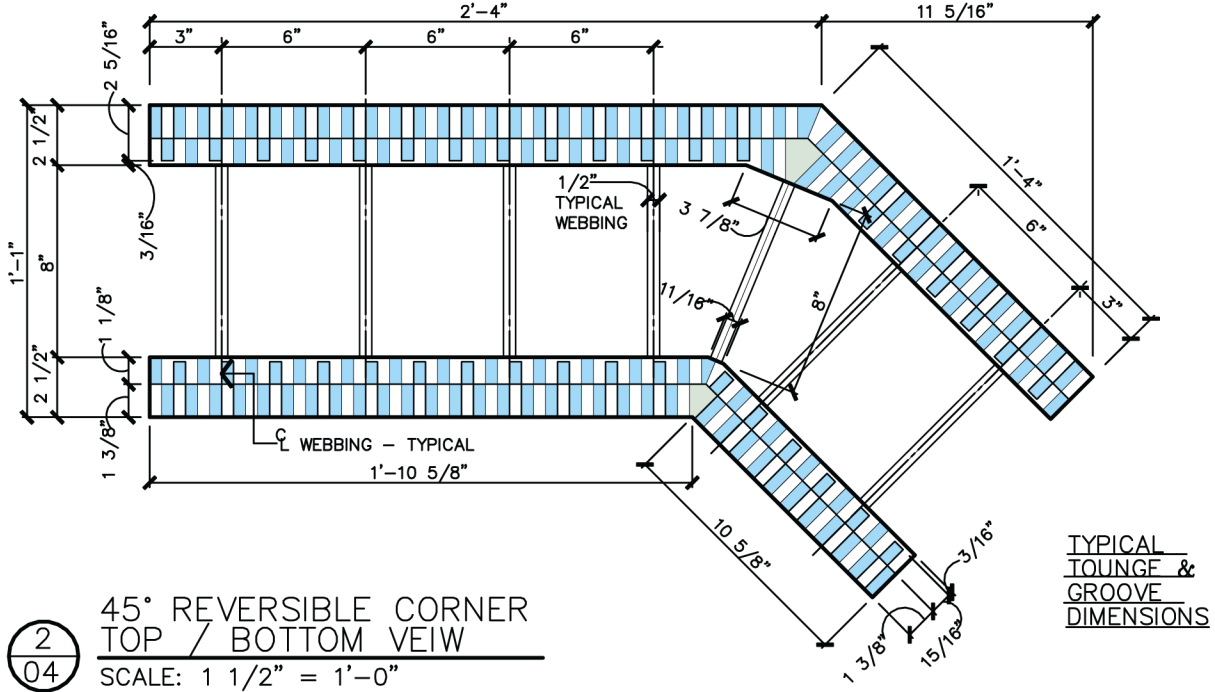 2'-4"
11 5/16"
3"
6"
6"
6"
2 5/16"
2 1/2"
3/16"
1'-1"
8"
1 1/8"
2 1/2"
1 3/8"
1/2"
TYPICAL
WEBBING
3 7/8"
11/16"
8"
1'-4"
6"
3"
℄ WEBBING - TYPICAL
1'-10 5/8"
10 5/8"
3/16"
15/16"
1 3/8"
TYPICAL
TOUNGE &
GROOVE
DIMENSIONS
2
04
45° REVERSIBLE CORNER
TOP / BOTTOM VEIW
SCALE: 1 1/2" = 1'-0"